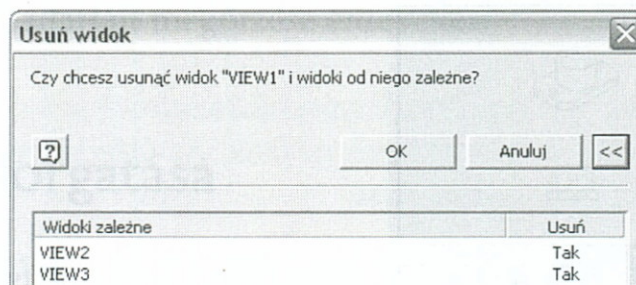 Usuń widok
Czy chcesz usunąć widok "VIEW1" i widoki od niego zależne?
OK Anuluj <<
Widoki zależne Usuń
VIEW2 Tak
VIEW3 Tak